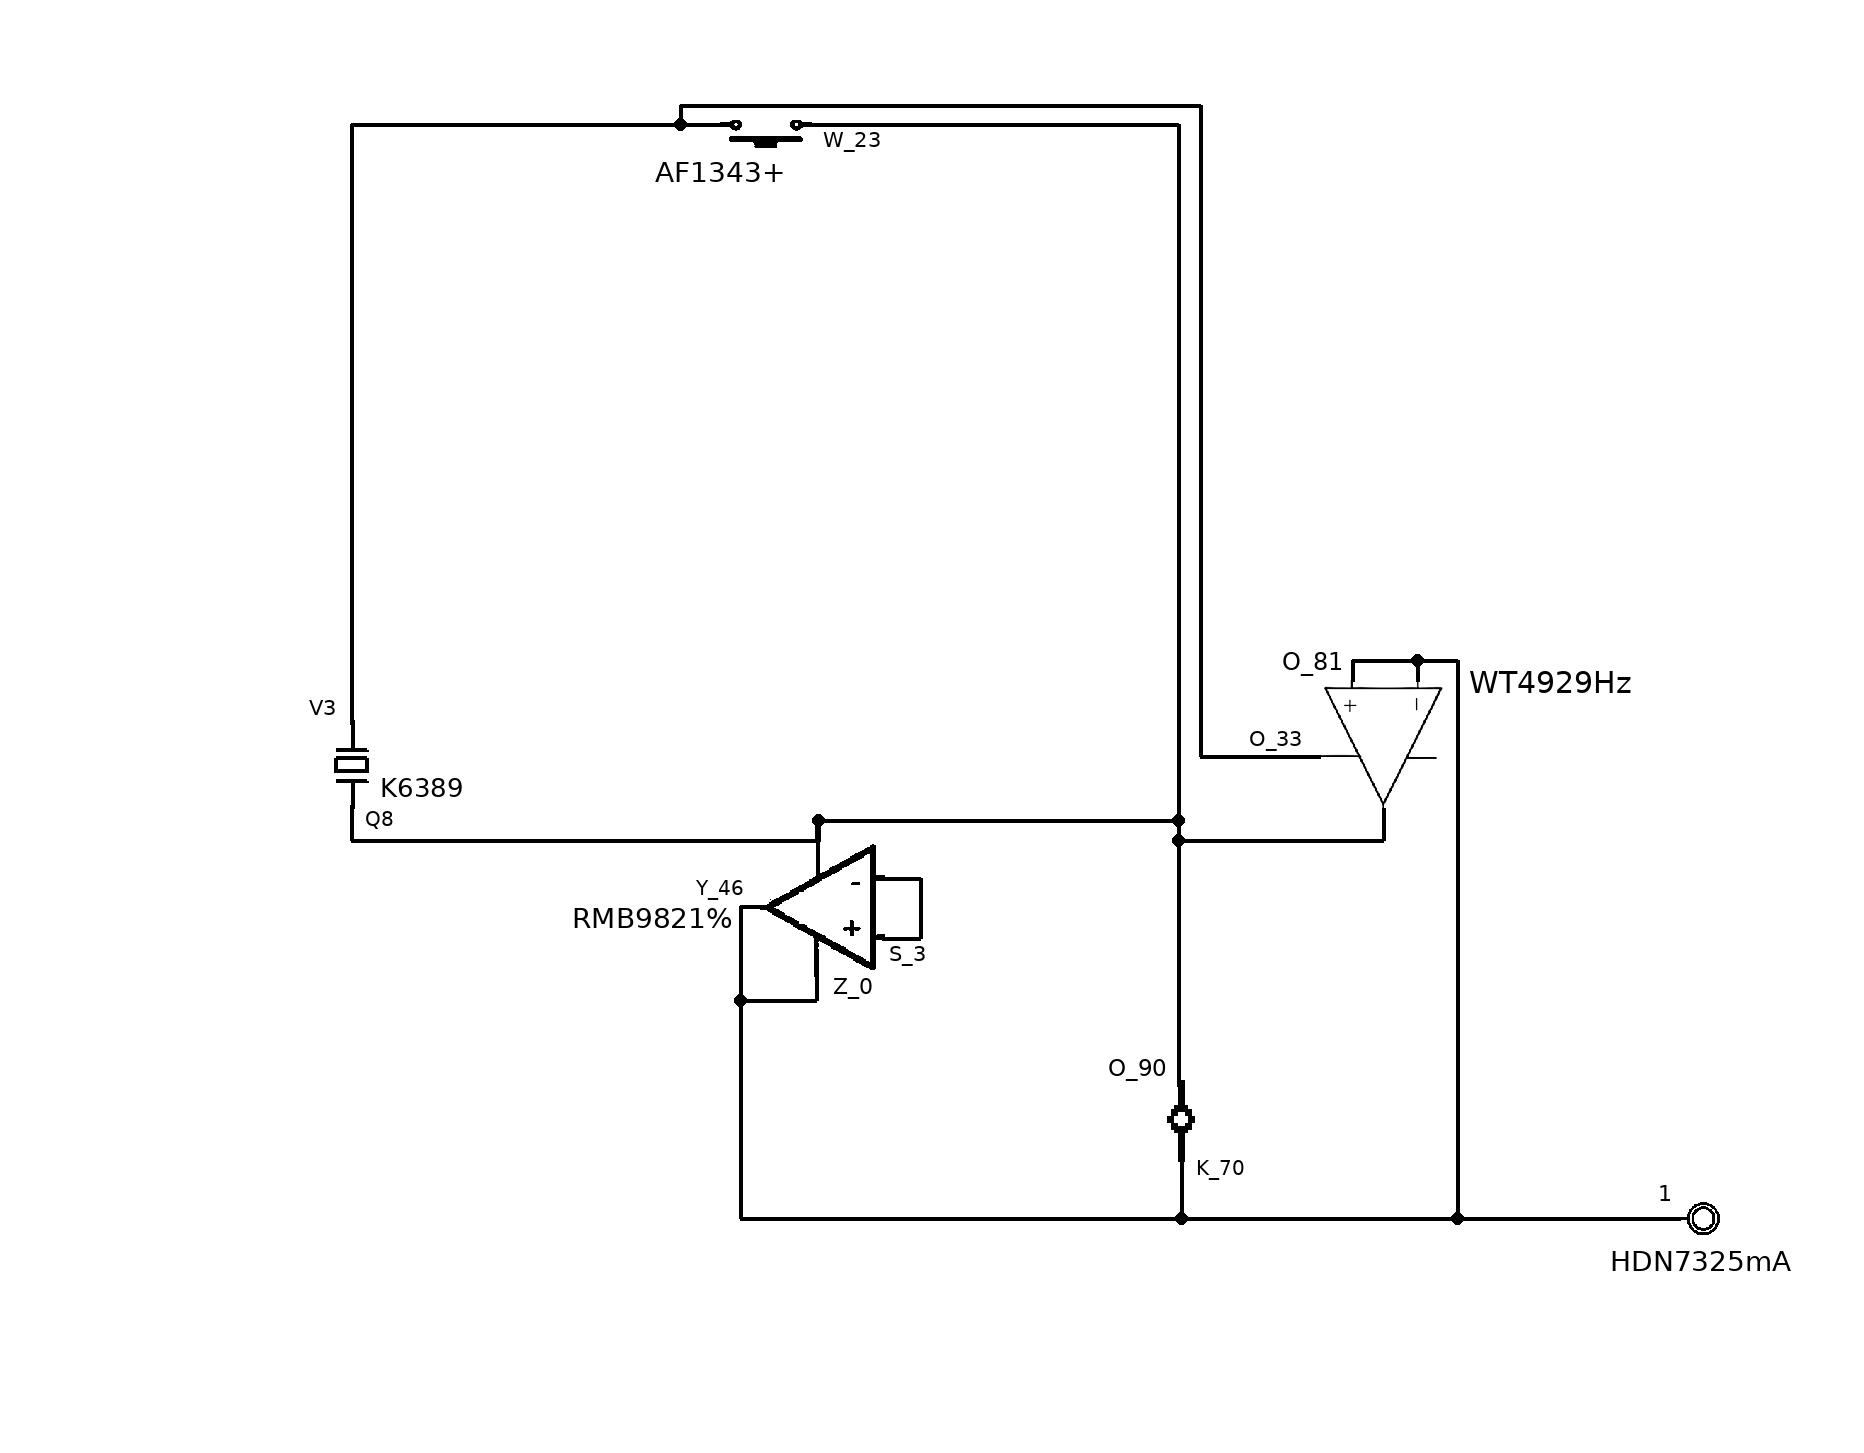 W_23
AF1343+
O_81
WT4929Hz
V3
O_33
K6389
Q8
Y_46
RMB9821%
S_3
Z_0
O_90
K_70
1
HDN7325mA